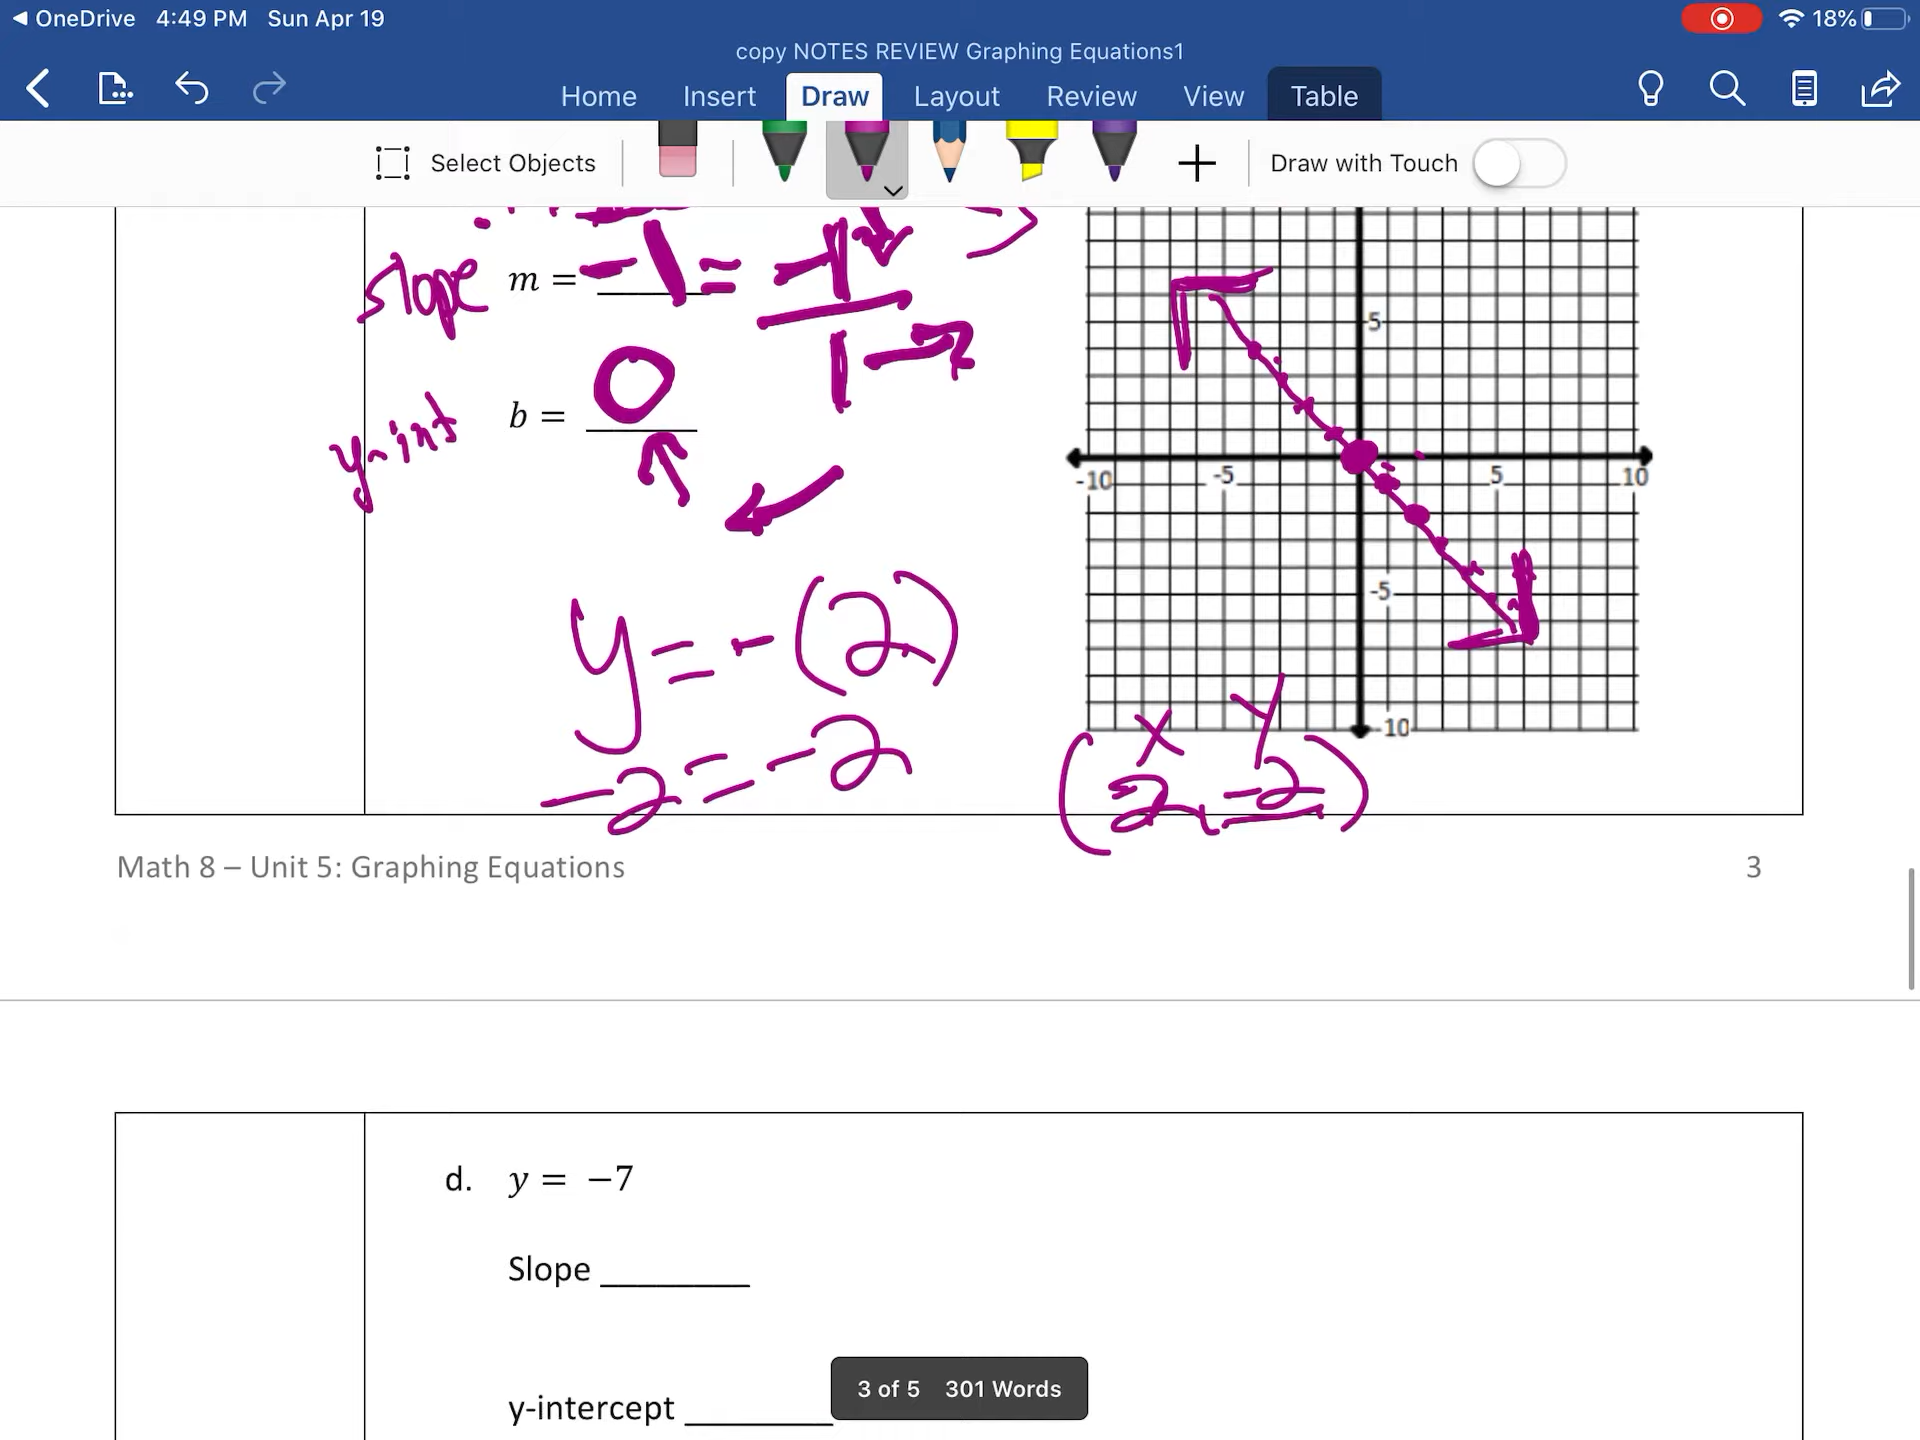 OneDrive 4:49 PM Sun Apr 19 18%
copy NOTES REVIEW Graphing Equations1
Home Insert Draw Layout Review View Table
Select Objects Draw with Touch
slope m = -1 = -1
1
y-int b = 0
5
-10 -5 5 10
-5
-10
y = -(2)
-2 = -2
x y
(2, -2)
Math 8 – Unit 5: Graphing Equations 3
d. y = −7
Slope ________
y-intercept ________
3 of 5 301 Words